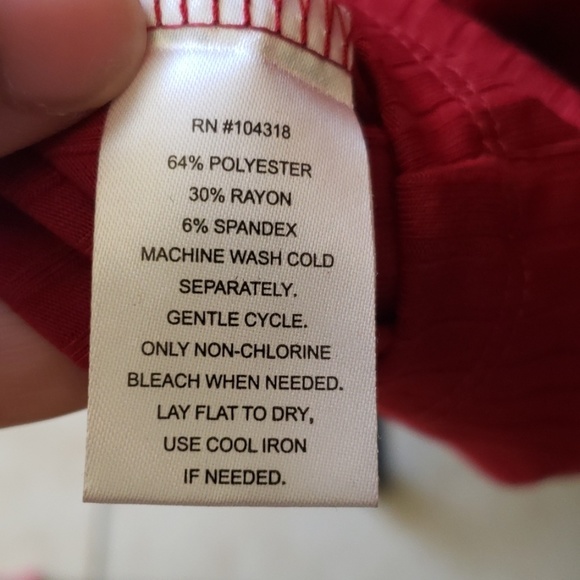 RN #104318
64% POLYESTER
30% RAYON
6% SPANDEX
MACHINE WASH COLD
SEPARATELY.
GENTLE CYCLE.
ONLY NON-CHLORINE
BLEACH WHEN NEEDED.
LAY FLAT TO DRY,
USE COOL IRON
IF NEEDED.